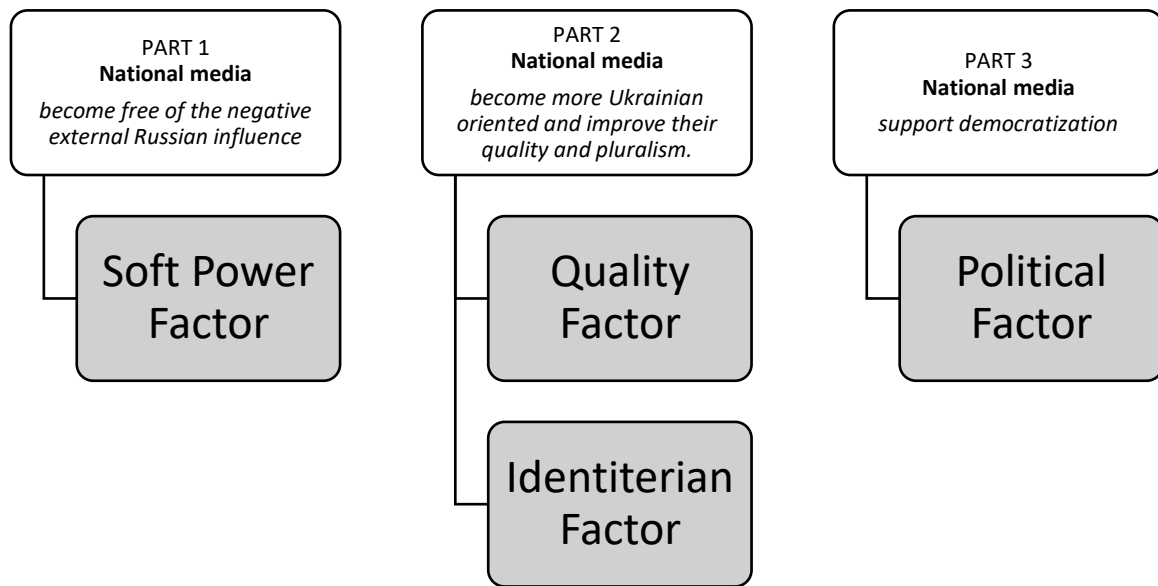 PART 1
National media
become free of the negative
external Russian influence
Soft Power
Factor
PART 2
National media
become more Ukrainian
oriented and improve their
quality and pluralism.
Quality
Factor
Identiterian
Factor
PART 3
National media
support democratization
Political
Factor